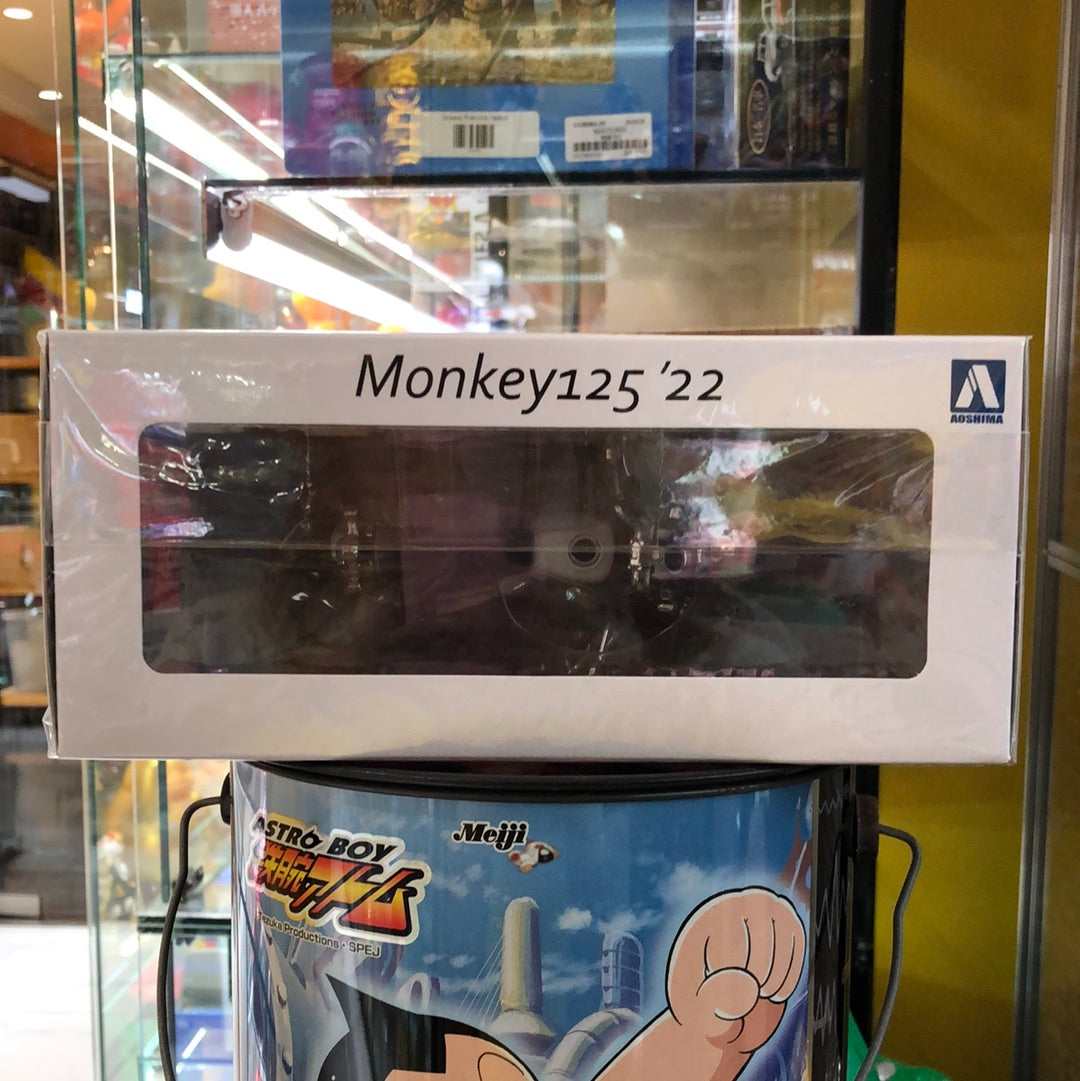 Monkey125 '22
AOSHIMA
Meiji
ASTRO BOY
鉄腕アトム
Tezuka Productions・SPEJ